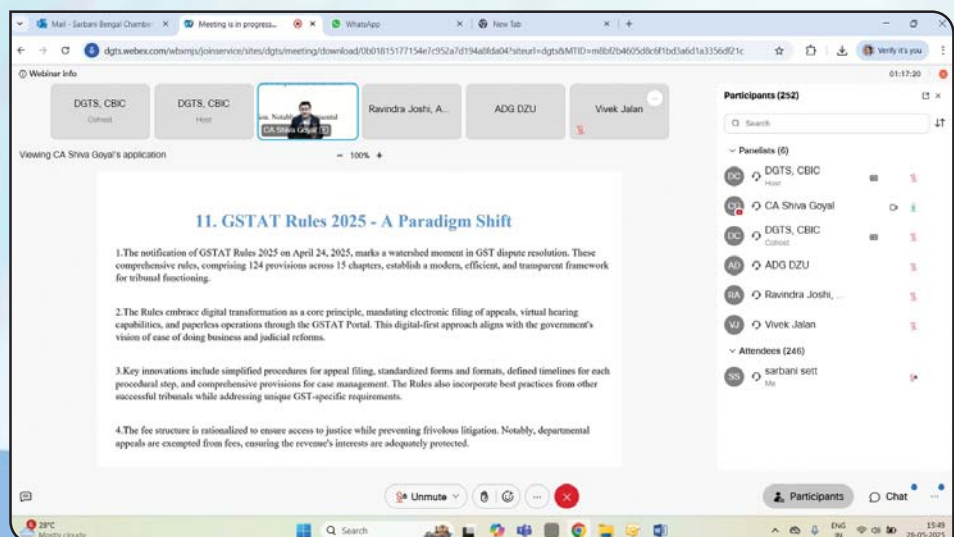 Mail - Sarbani Bengal Chamber
Meeting is in progress...
WhatsApp
New Tab
dgts.webex.com/wbxmjs/joinservice/sites/dgts/meeting/download/
Verify it's you
Webinar info
01:17:20
DGTS, CBIC
Cohost
DGTS, CBIC
Host
CA Shiva Goyal
Ravindra Joshi, A...
ADG DZU
Vivek Jalan
Viewing CA Shiva Goyal's application
- 100% +
11. GSTAT Rules 2025 - A Paradigm Shift
1.The notification of GSTAT Rules 2025 on April 24, 2025, marks a watershed moment in GST dispute resolution. These
comprehensive rules, comprising 124 provisions across 15 chapters, establish a modern, efficient, and transparent framework
for tribunal functioning.
2.The Rules embrace digital transformation as a core principle, mandating electronic filing of appeals, virtual hearing
capabilities, and paperless operations through the GSTAT Portal. This digital-first approach aligns with the government's
vision of ease of doing business and judicial reforms.
3.Key innovations include simplified procedures for appeal filing, standardized forms and formats, defined timelines for each
procedural step, and comprehensive provisions for case management. The Rules also incorporate best practices from other
successful tribunals while addressing unique GST-specific requirements.
4.The fee structure is rationalized to ensure access to justice while preventing frivolous litigation. Notably, departmental
appeals are exempted from fees, ensuring the revenue's interests are adequately protected.
Participants (252)
Search
Panelists (6)
DC DGTS, CBIC
Host
CA Shiva Goyal
DC DGTS, CBIC
Cohost
AD ADG DZU
RA Ravindra Joshi, ...
VJ Vivek Jalan
Attendees (246)
SS sarbani sett
Me
Unmute
Participants
Chat
28°C
Mostly cloudy
Search
ENG
IN
15:49
29-05-2025